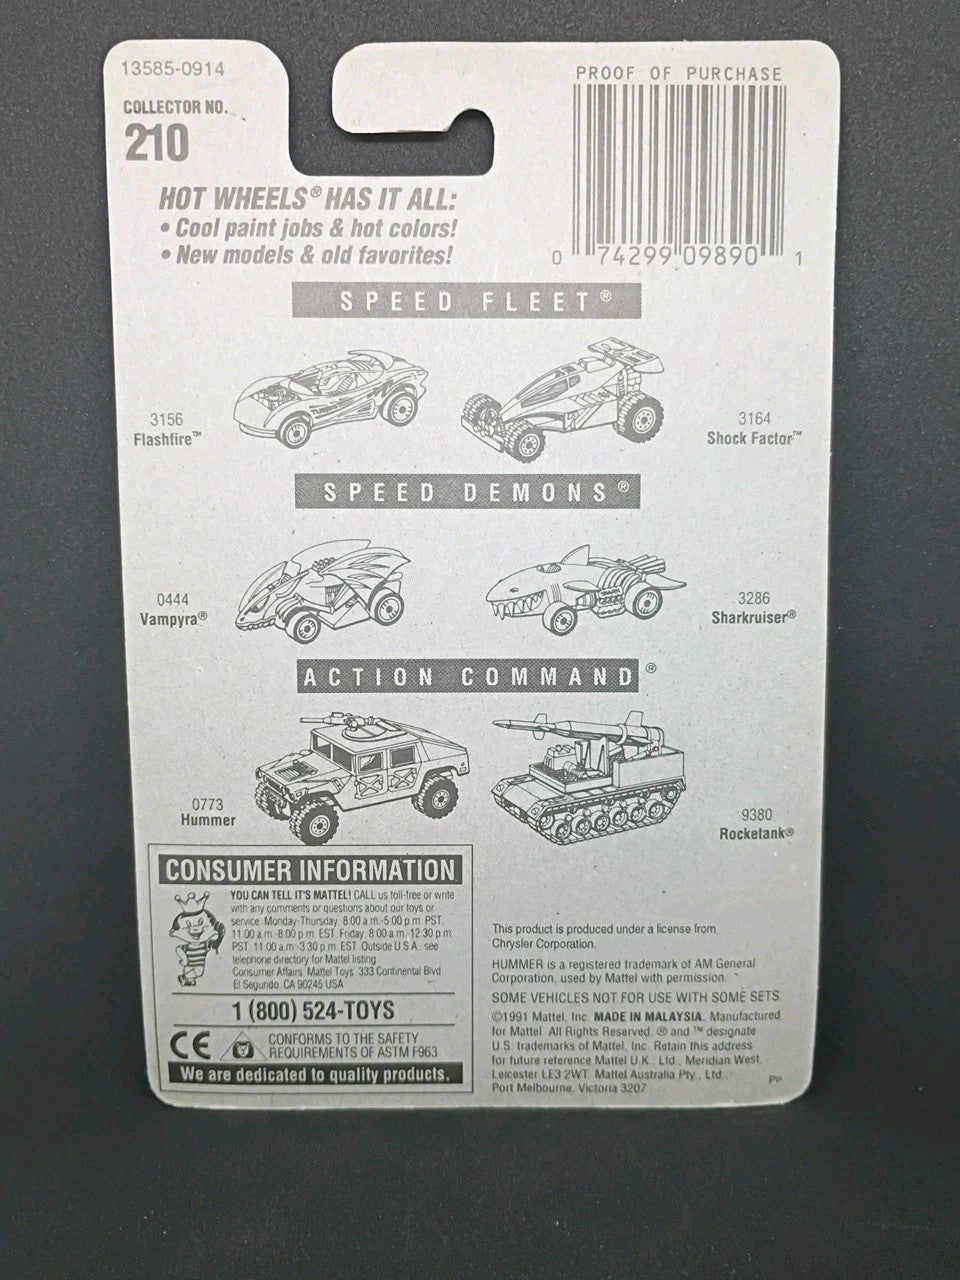 13585-0914
COLLECTOR NO.
210
PROOF OF PURCHASE
0 74299 09890 1
HOT WHEELS® HAS IT ALL:
• Cool paint jobs & hot colors!
• New models & old favorites!
SPEED FLEET®
3156
Flashfire™
TURBO
3164
Shock Factor™
SPEED DEMONS®
0444
Vampyra®
3286
Sharkruiser®
ACTION COMMAND®
0773
Hummer
9380
Rocketank®
CONSUMER INFORMATION
YOU CAN TELL IT'S MATTEL! CALL us toll-free or write
with any comments or questions about our toys or
service. Monday-Thursday. 8:00 a.m.-5:00 p.m. PST,
11:00 a.m.-8:00 p.m. EST. Friday, 8:00 a.m.-12:30 p.m.
PST. 11:00 a.m.-3:30 p.m. EST. Outside U.S.A. see
telephone directory for Mattel listing.
Consumer Affairs, Mattel Toys, 333 Continental Blvd.
El Segundo, CA 90245 USA
1 (800) 524-TOYS
CE
CONFORMS TO THE SAFETY
REQUIREMENTS OF ASTM F963
We are dedicated to quality products.
This product is produced under a license from
Chrysler Corporation.
HUMMER is a registered trademark of AM General
Corporation, used by Mattel with permission.
SOME VEHICLES NOT FOR USE WITH SOME SETS.
©1991 Mattel, Inc. MADE IN MALAYSIA. Manufactured
for Mattel. All Rights Reserved. ® and ™ designate
U.S. trademarks of Mattel, Inc. Retain this address
for future reference Mattel U.K., Ltd., Meridian West,
Leicester LE3 2WT. Mattel Australia Pty., Ltd.,
Port Melbourne, Victoria 3207.
PP